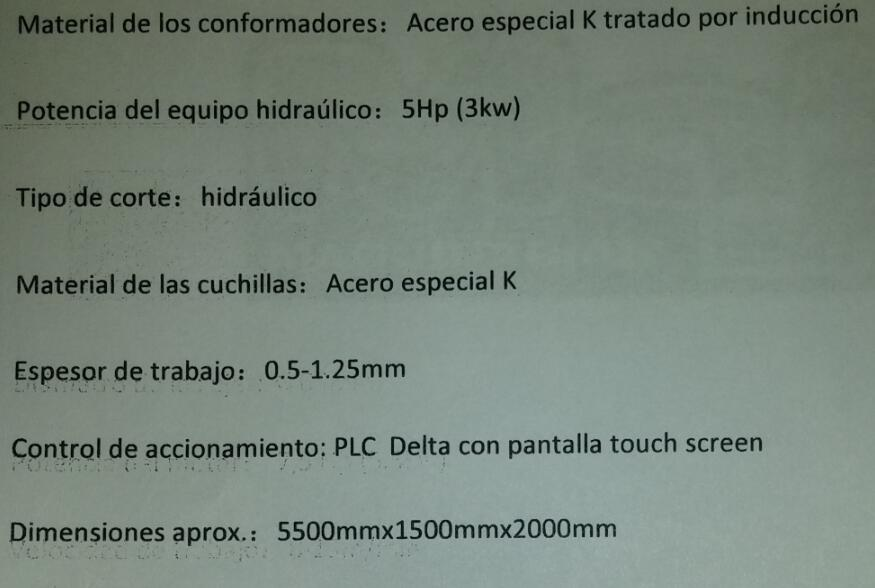 Material de los conformadores： Acero especial K tratado por inducción
Potencia del equipo hidraúlico： 5Hp (3kw)
Tipo de corte： hidráulico
Material de las cuchillas： Acero especial K
Espesor de trabajo： 0.5-1.25mm
Control de accionamiento: PLC Delta con pantalla touch screen
Dimensiones aprox.： 5500mmx1500mmx2000mm